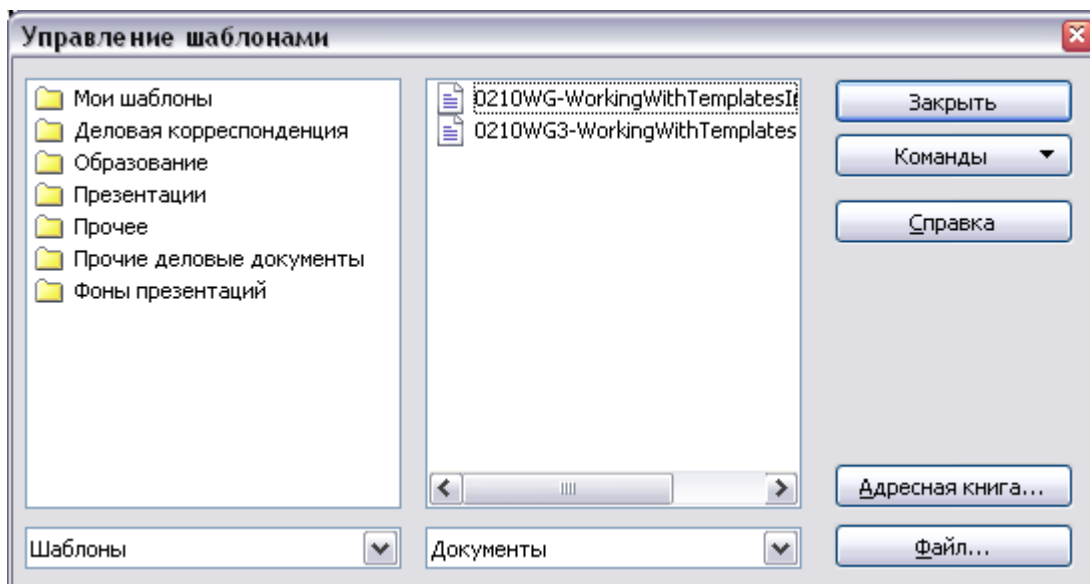 Управление шаблонами
Мои шаблоны
Деловая корреспонденция
Образование
Презентации
Прочее
Прочие деловые документы
Фоны презентаций
0210WG-WorkingWithTemplatesI
0210WG3-WorkingWithTemplates
Закрыть
Команды
Справка
Адресная книга...
Шаблоны
Документы
Файл...